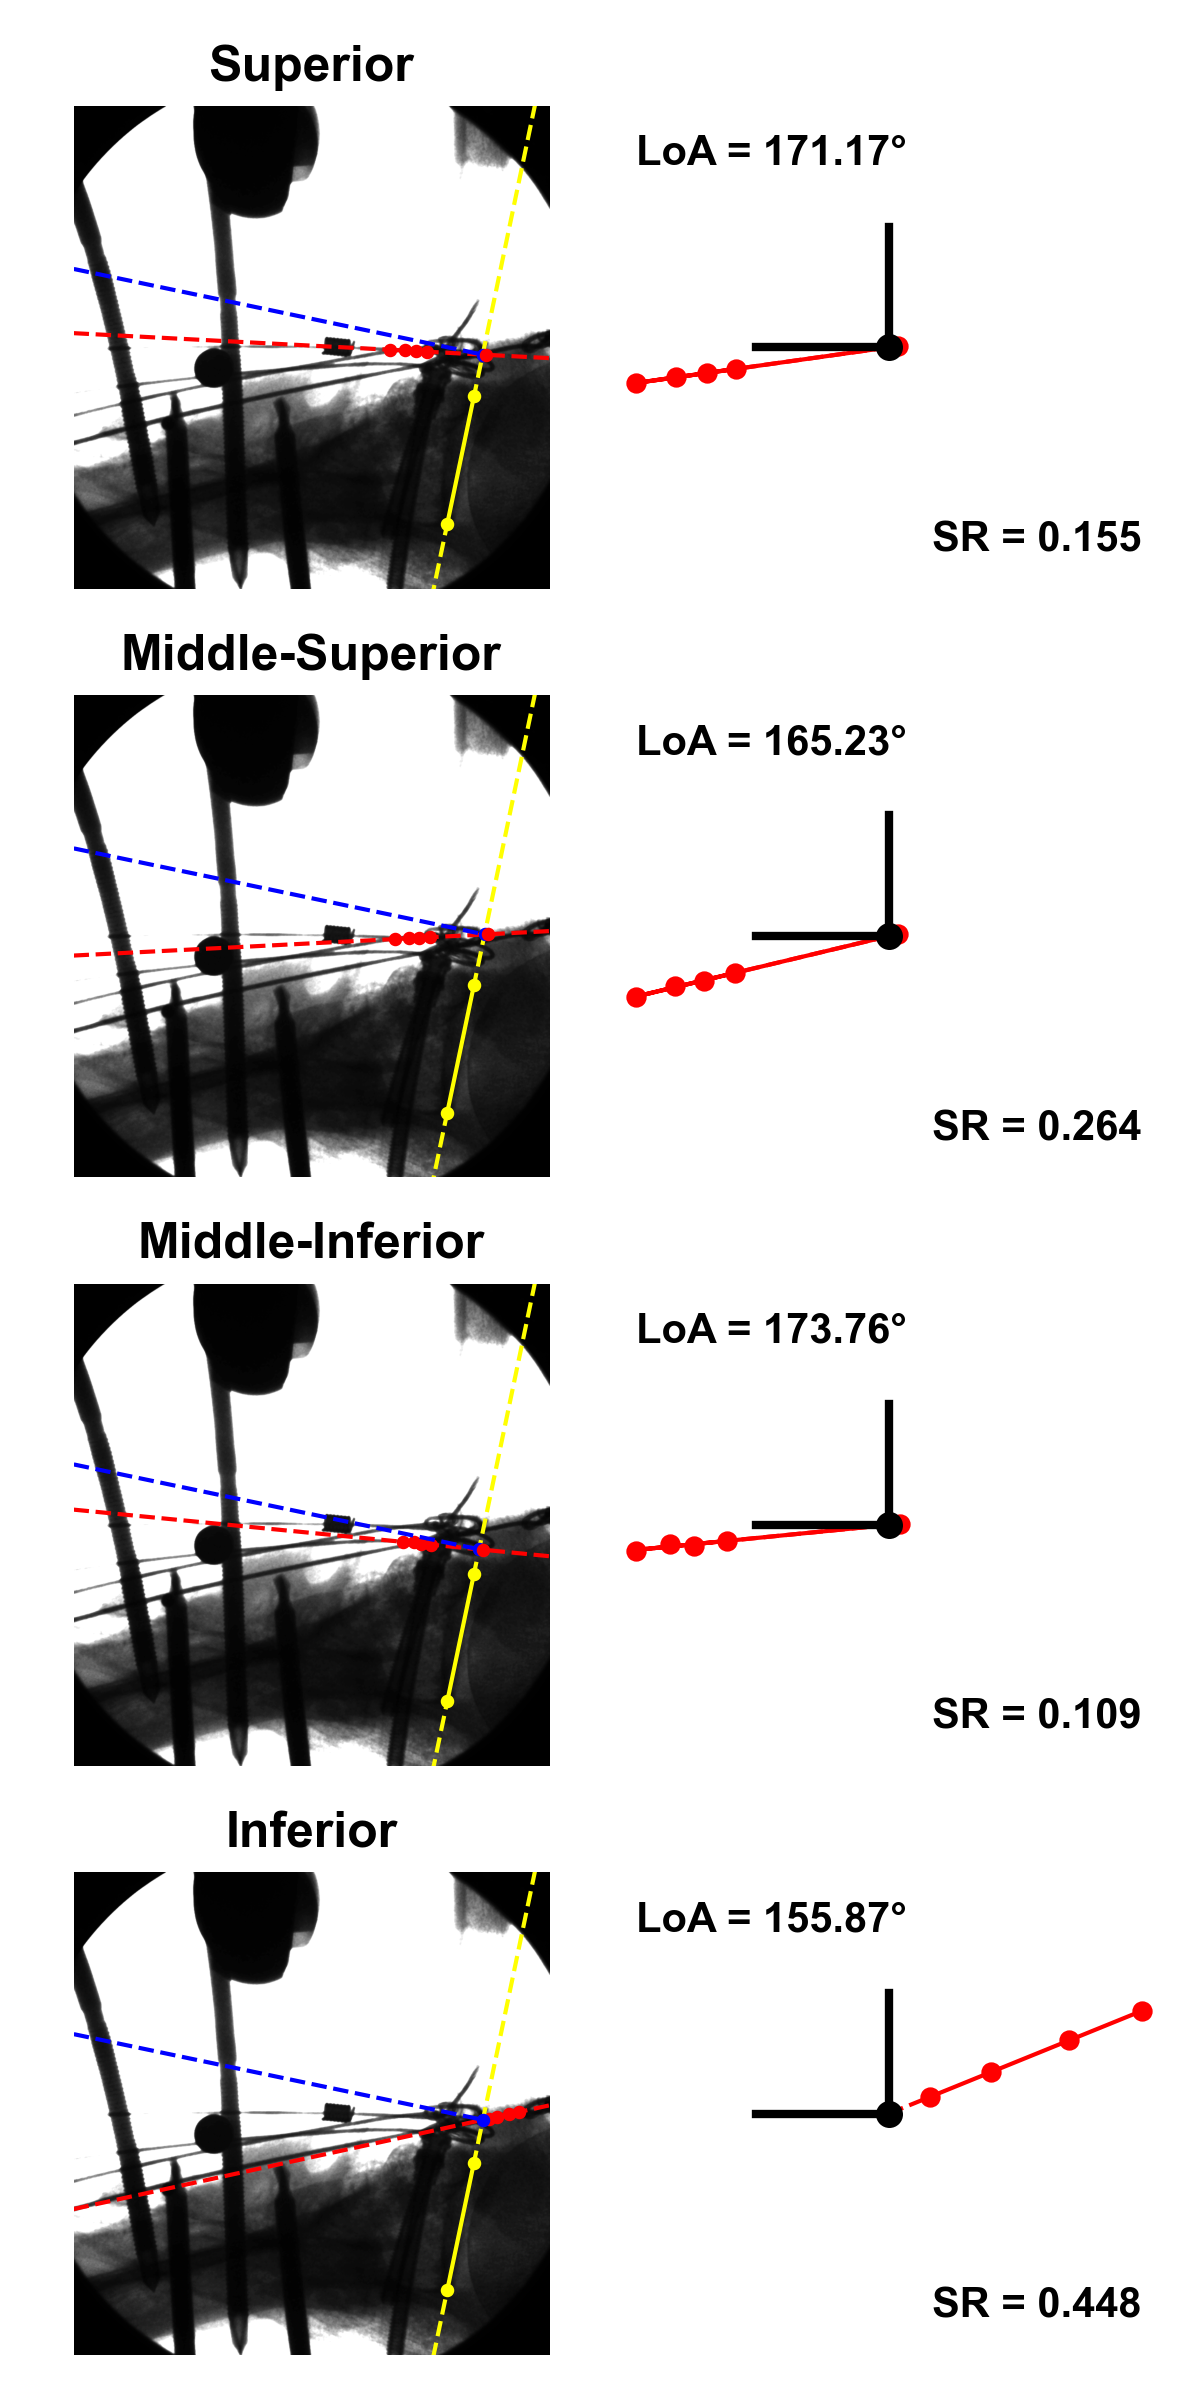 Superior
LoA = 171.17°
SR = 0.155
Middle-Superior
LoA = 165.23°
SR = 0.264
Middle-Inferior
LoA = 173.76°
SR = 0.109
Inferior
LoA = 155.87°
SR = 0.448